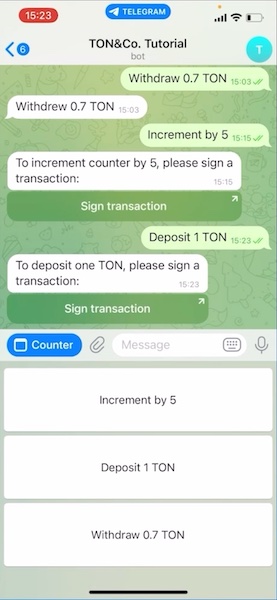 15:23
TELEGRAM
6
TON&Co. Tutorial
bot
T
Withdraw 0.7 TON 15:03
Withdrew 0.7 TON 15:03
Increment by 5 15:15
To increment counter by 5, please sign a
transaction: 15:15
Sign transaction
Deposit 1 TON 15:23
To deposit one TON, please sign a
transaction: 15:23
Sign transaction
Counter
Message
Increment by 5
Deposit 1 TON
Withdraw 0.7 TON